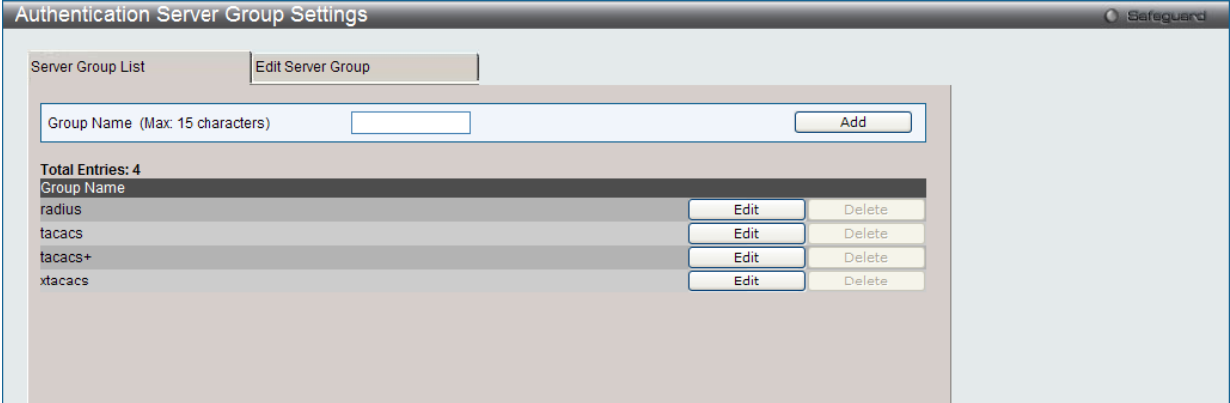 Authentication Server Group Settings
Safeguard
Server Group List
Edit Server Group
Group Name (Max: 15 characters)
Add
Total Entries: 4
Group Name
radius Edit Delete
tacacs Edit Delete
tacacs+ Edit Delete
xtacacs Edit Delete